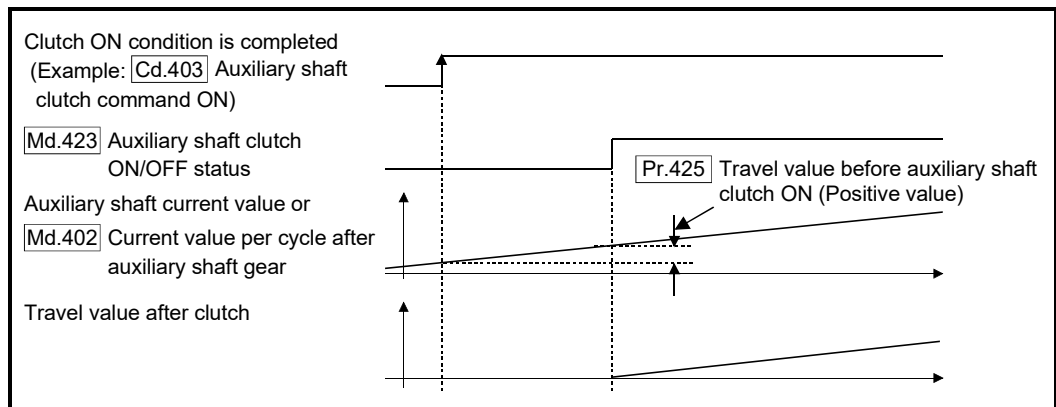 Clutch ON condition is completed
(Example: Cd.403 Auxiliary shaft
clutch command ON)
Md.423 Auxiliary shaft clutch
ON/OFF status
Pr.425 Travel value before auxiliary shaft
clutch ON (Positive value)
Auxiliary shaft current value or
Md.402 Current value per cycle after
auxiliary shaft gear
Travel value after clutch